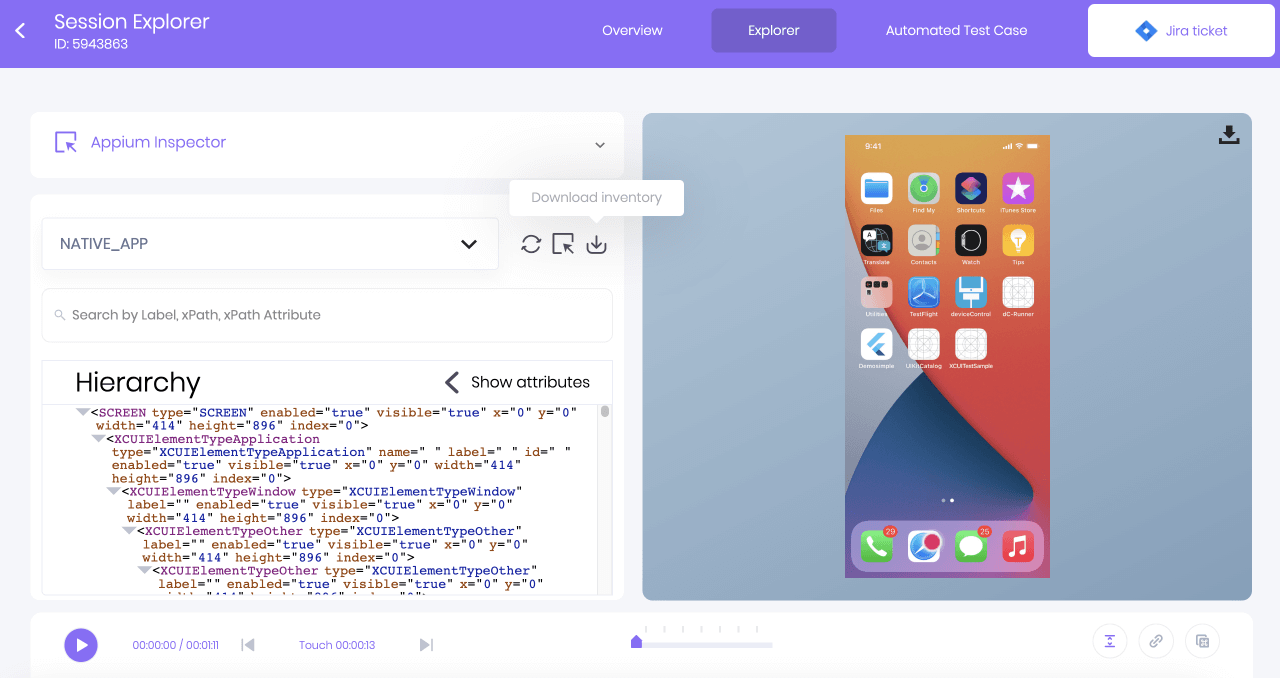 Session Explorer
ID: 5943863
Overview
Explorer
Automated Test Case
Jira ticket
Appium Inspector
Download inventory
NATIVE_APP
Search by Label, xPath, xPath Attribute
Hierarchy
Show attributes
<SCREEN type="SCREEN" enabled="true" visible="true" x="0" y="0"
width="414" height="896" index="0">
<XCUIElementTypeApplication
type="XCUIElementTypeApplication" name=" " label=" " id=" "
enabled="true" visible="true" x="0" y="0" width="414"
height="896" index="0">
<XCUIElementTypeWindow type="XCUIElementTypeWindow"
label="" enabled="true" visible="true" x="0" y="0"
width="414" height="896" index="0">
<XCUIElementTypeOther type="XCUIElementTypeOther"
label="" enabled="true" visible="true" x="0" y="0"
width="414" height="896" index="0">
<XCUIElementTypeOther type="XCUIElementTypeOther"
label="" enabled="true" visible="true" x="0" y="0"
width="414" height="896" index="0">
9:41
Files
Find My
Shortcuts
iTunes Store
Translate
Contacts
Watch
Tips
Utilities
TestFlight
deviceControl
dC-Runner
Demosimple
UIKitCatalog
XCUITestSample
29
25
00:00:00 / 00:01:11
Touch 00:00:13